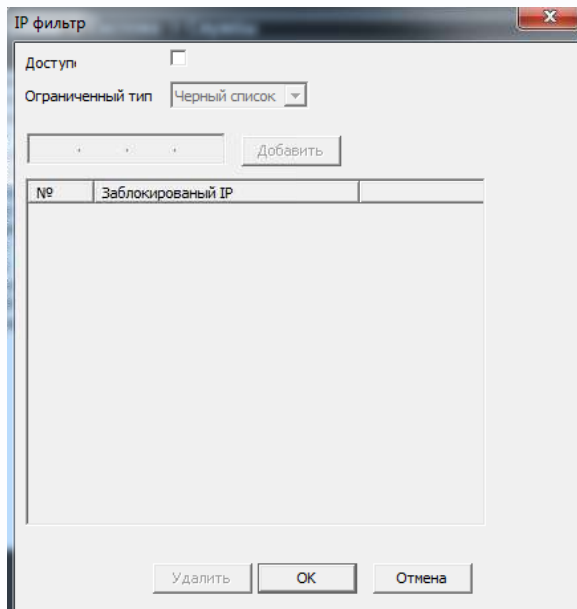 IP фильтр
Доступ
Ограниченный тип Черный список
Добавить
№ Заблокированый IP
Удалить OK Отмена